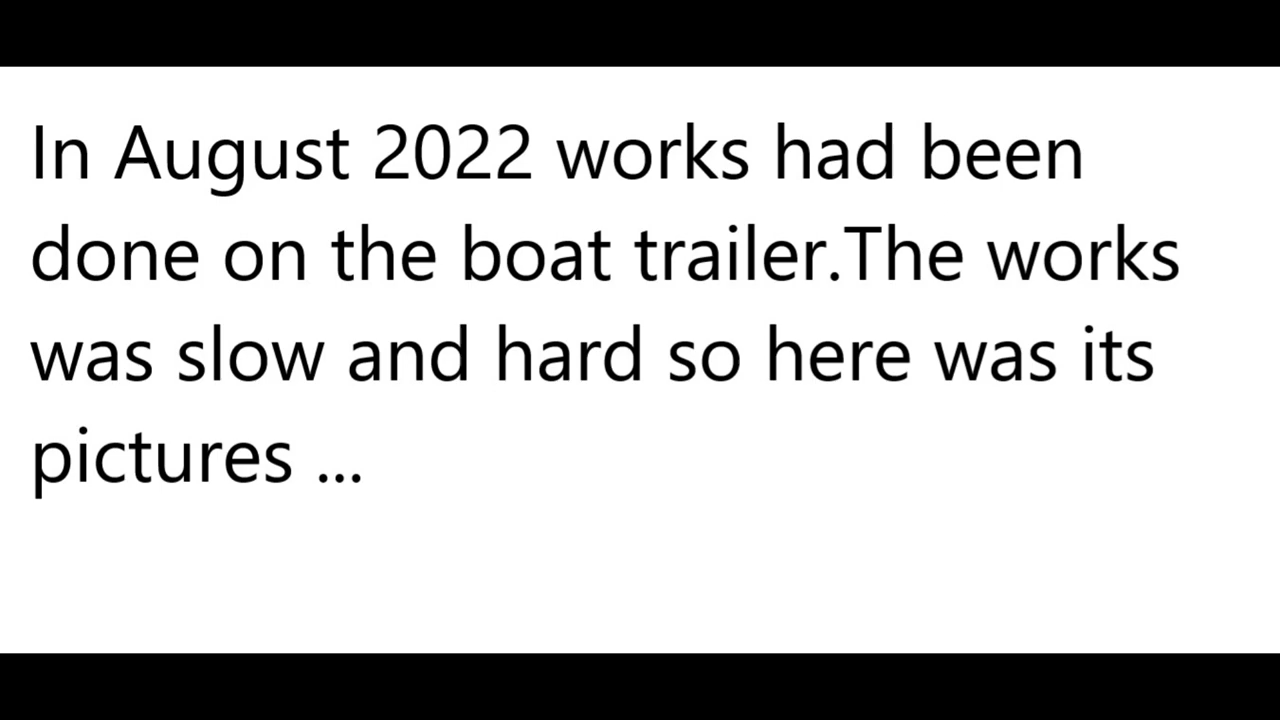 In August 2022 works had been
done on the boat trailer.The works
was slow and hard so here was its
pictures ...